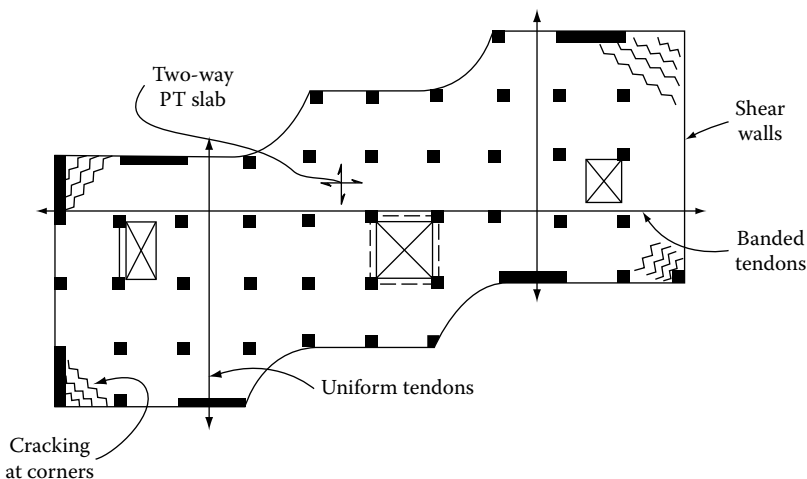 Two-way
PT slab
Shear
walls
Banded
tendons
Uniform tendons
Cracking
at corners